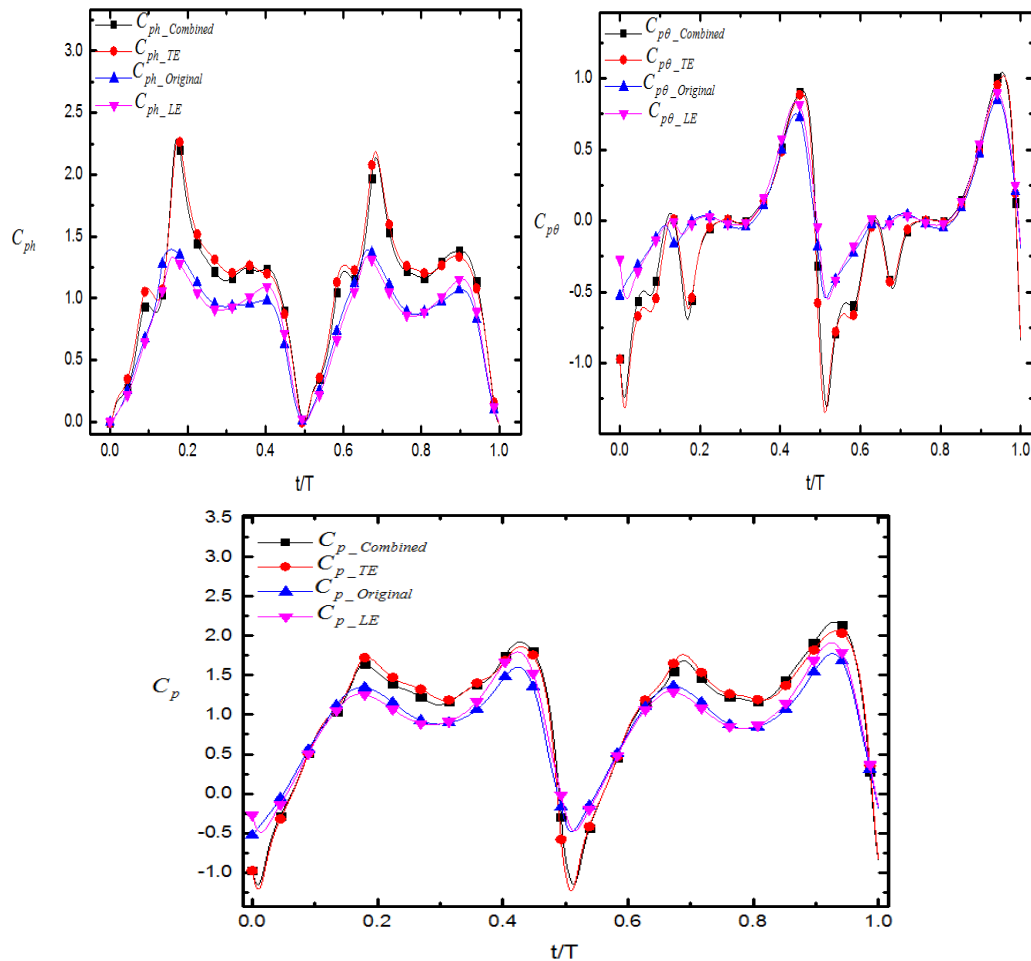 C_ph_Combined
C_ph_TE
C_ph_Original
C_ph_LE
3.0
2.5
2.0
1.5
1.0
0.5
0.0
C_ph
0.0 0.2 0.4 0.6 0.8 1.0
t/T
C_pθ_Combined
C_pθ_TE
C_pθ_Original
C_pθ_LE
1.0
0.5
0.0
-0.5
-1.0
C_pθ
0.0 0.2 0.4 0.6 0.8 1.0
t/T
C_p_Combined
C_p_TE
C_p_Original
C_p_LE
3.5
3.0
2.5
2.0
1.5
1.0
0.5
0.0
-0.5
-1.0
C_p
0.0 0.2 0.4 0.6 0.8 1.0
t/T